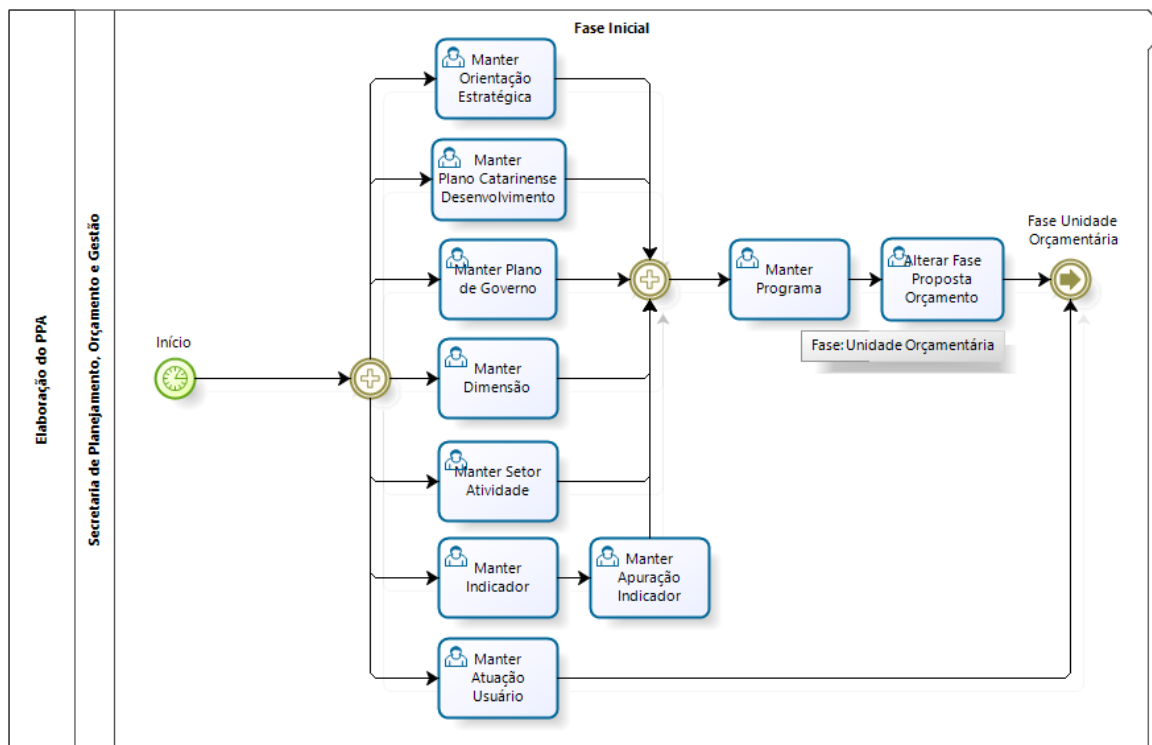 Elaboração do PPA
Secretaria de Planejamento, Orçamento e Gestão
Fase Inicial
Início
Manter
Orientação
Estratégica
Manter
Plano Catarinense
Desenvolvimento
Manter Plano
de Governo
Manter
Dimensão
Manter Setor
Atividade
Manter
Indicador
Manter
Apuração
Indicador
Manter
Atuação
Usuário
Manter
Programa
Alterar Fase
Proposta
Orçamento
Fase: Unidade Orçamentária
Fase Unidade
Orçamentária